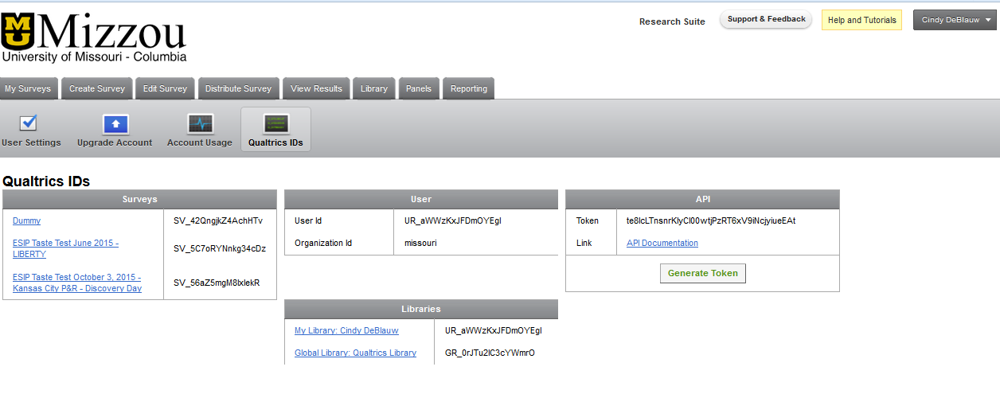 MU Mizzou
University of Missouri - Columbia
Research Suite
Support & Feedback
Help and Tutorials
Cindy DeBlauw
My Surveys
Create Survey
Edit Survey
Distribute Survey
View Results
Library
Panels
Reporting
User Settings
Upgrade Account
Account Usage
Qualtrics IDs
Qualtrics IDs
Surveys
Dummy SV_42QngjkZ4AchHTv
ESIP Taste Test June 2015 -
LIBERTY
SV_5C7oRYNnkg34cDz
ESIP Taste Test October 3, 2015 -
Kansas City P&R - Discovery Day
SV_56aZ5mgM8lxlekR
User
User Id UR_aWWzKxJFDmOYEgl
Organization Id missouri
Libraries
My Library: Cindy DeBlauw UR_aWWzKxJFDmOYEgl
Global Library: Qualtrics Library GR_0rJTu2lC3cYWmrO
API
Token te8lcLTnsnrKlyCl00wtjPzRT6xV9iNcjyiueEAt
Link API Documentation
Generate Token